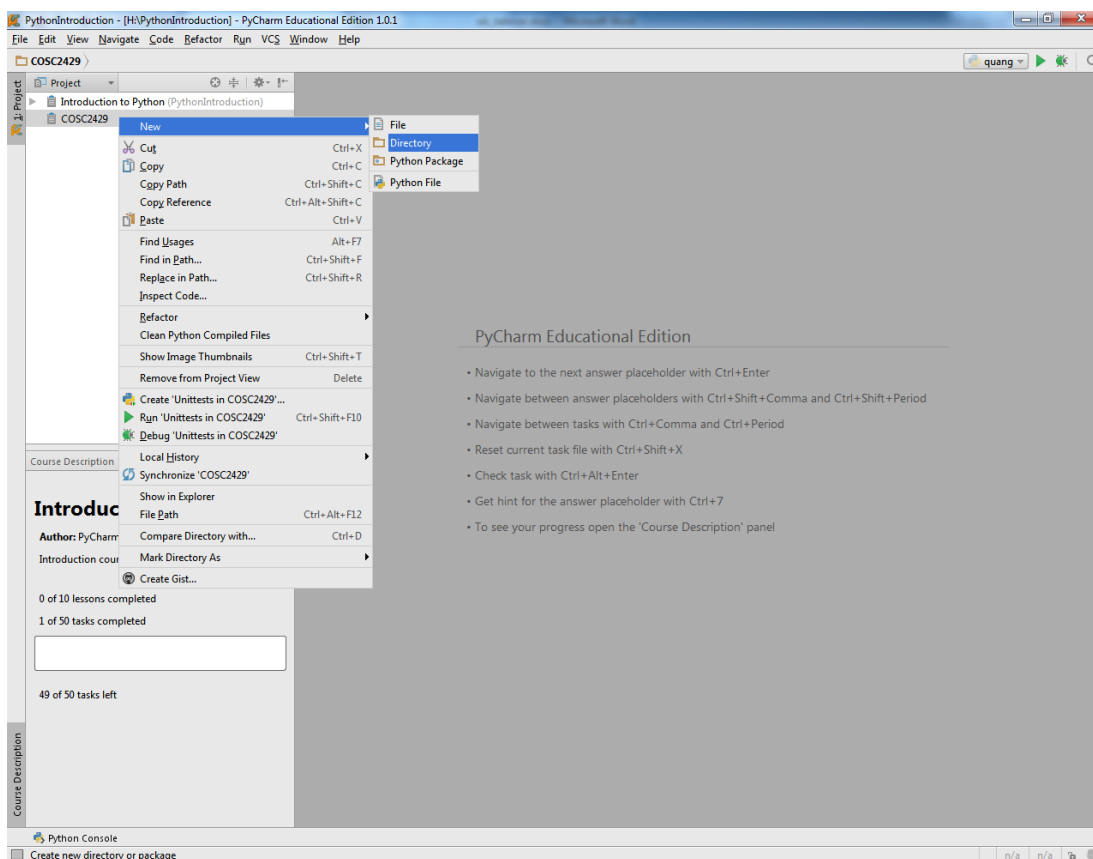 PythonIntroduction - [H:\PythonIntroduction] - PyCharm Educational Edition 1.0.1
File Edit View Navigate Code Refactor Run VCS Window Help
COSC2429
quang
1: Project
Project
Introduction to Python (PythonIntroduction)
COSC2429
New
Cut Ctrl+X
Copy Ctrl+C
Copy Path Ctrl+Shift+C
Copy Reference Ctrl+Alt+Shift+C
Paste Ctrl+V
Find Usages Alt+F7
Find in Path... Ctrl+Shift+F
Replace in Path... Ctrl+Shift+R
Inspect Code...
Refactor
Clean Python Compiled Files
Show Image Thumbnails Ctrl+Shift+T
Remove from Project View Delete
Create 'Unittests in COSC2429'...
Run 'Unittests in COSC2429' Ctrl+Shift+F10
Debug 'Unittests in COSC2429'
Local History
Synchronize 'COSC2429'
Show in Explorer
File Path Ctrl+Alt+F12
Compare Directory with... Ctrl+D
Mark Directory As
Create Gist...
File
Directory
Python Package
Python File
PyCharm Educational Edition
• Navigate to the next answer placeholder with Ctrl+Enter
• Navigate between answer placeholders with Ctrl+Shift+Comma and Ctrl+Shift+Period
• Navigate between tasks with Ctrl+Comma and Ctrl+Period
• Reset current task file with Ctrl+Shift+X
• Check task with Ctrl+Alt+Enter
• Get hint for the answer placeholder with Ctrl+7
• To see your progress open the 'Course Description' panel
Course Description
Introduc
Author: PyCharm
Introduction cour
0 of 10 lessons completed
1 of 50 tasks completed
49 of 50 tasks left
Course Description
Python Console
Create new directory or package
n/a n/a